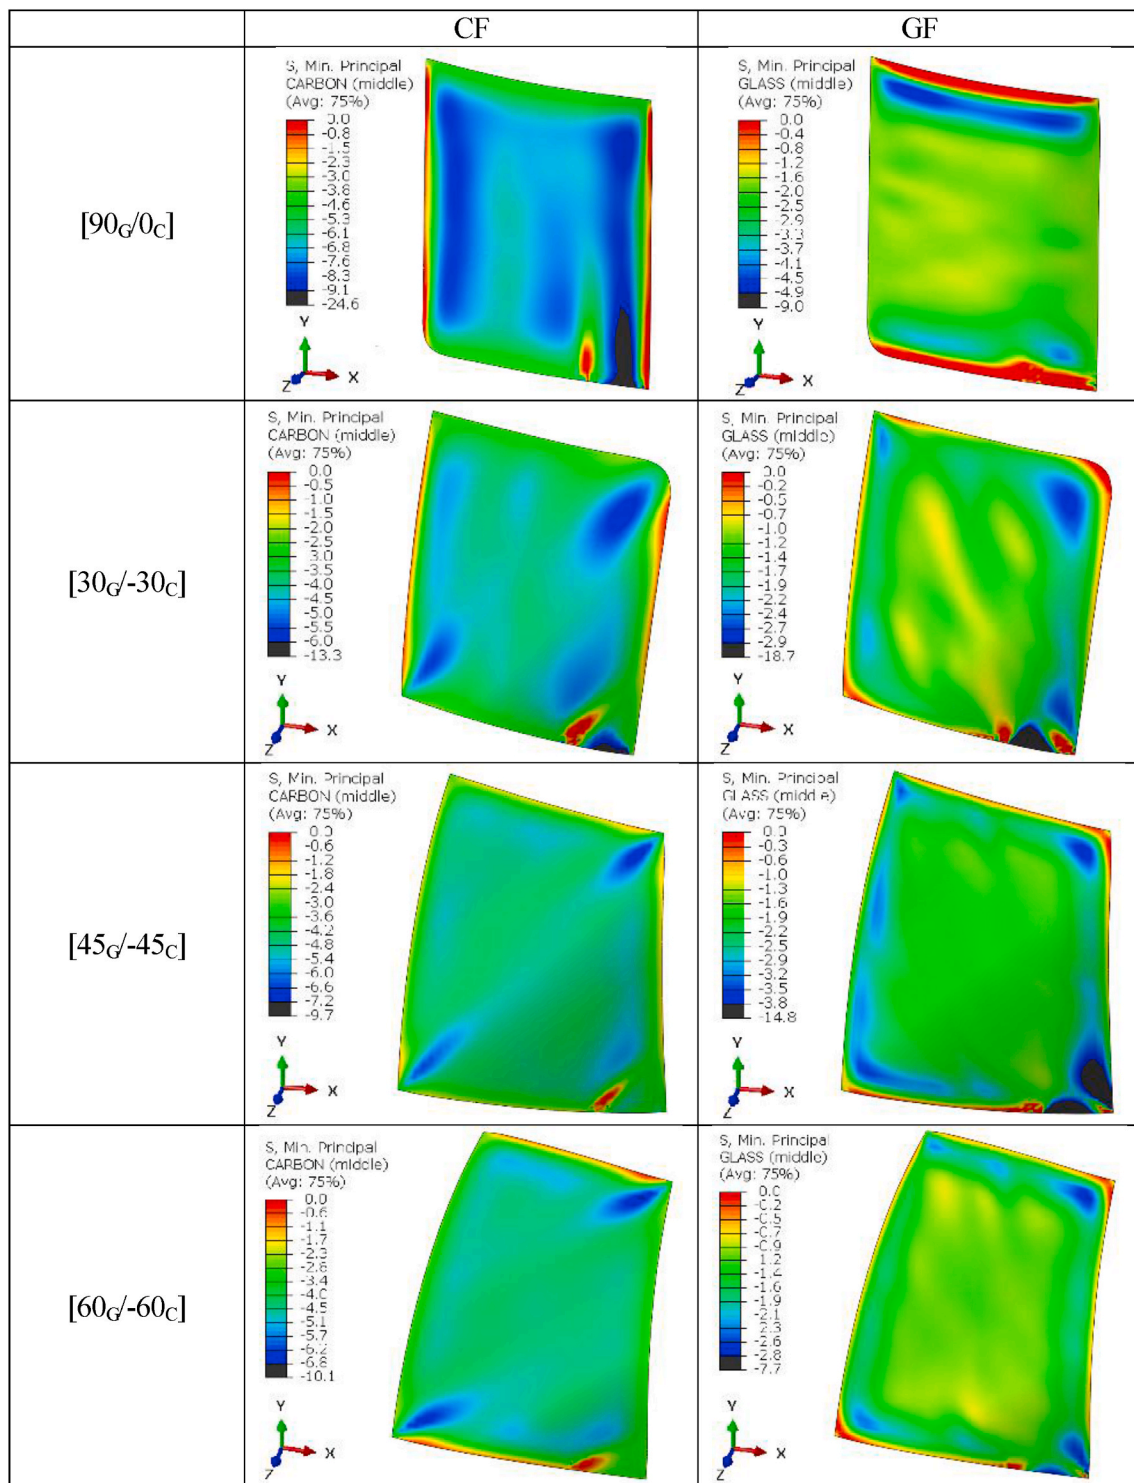 CF
GF
[90G/0C]
S, Min. Principal
CARBON (middle)
(Avg: 75%)
0.0
-0.8
-1.5
-2.3
-3.0
-3.8
-4.6
-5.3
-6.1
-6.8
-7.6
-8.3
-9.1
-24.6
Y
X
Z
S, Min. Principal
GLASS (middle)
(Avg: 75%)
0.0
-0.4
-0.8
-1.2
-1.6
-2.0
-2.5
-2.9
-3.3
-3.7
-4.1
-4.5
-4.9
-9.0
Y
X
Z
[30G/-30C]
S, Min. Principal
CARBON (middle)
(Avg: 75%)
0.0
-0.5
-1.0
-1.5
-2.0
-2.5
-3.0
-3.5
-4.0
-4.5
-5.0
-5.5
-6.0
-13.3
Y
X
Z
S, Min. Principal
GLASS (middle)
(Avg: 75%)
0.0
-0.2
-0.5
-0.7
-1.0
-1.2
-1.4
-1.7
-1.9
-2.2
-2.4
-2.7
-2.9
-18.7
Y
X
Z
[45G/-45C]
S, Min. Principal
CARBON (middle)
(Avg: 75%)
0.0
-0.6
-1.2
-1.8
-2.4
-3.0
-3.6
-4.2
-4.8
-5.4
-6.0
-6.6
-7.2
-9.7
Y
X
Z
S, Min. Principal
GLASS (middle)
(Avg: 75%)
0.0
-0.3
-0.6
-1.0
-1.3
-1.6
-1.9
-2.2
-2.5
-2.9
-3.2
-3.5
-3.8
-14.8
Y
X
Z
[60G/-60C]
S, Min. Principal
CARBON (middle)
(Avg: 75%)
0.0
-0.6
-1.1
-1.7
-2.3
-2.8
-3.4
-4.0
-4.5
-5.1
-5.7
-6.2
-6.8
-10.1
Y
X
Z
S, Min. Principal
GLASS (middle)
(Avg: 75%)
0.0
-0.2
-0.5
-0.7
-0.9
-1.2
-1.4
-1.6
-1.9
-2.1
-2.3
-2.6
-2.8
-7.7
Y
X
Z